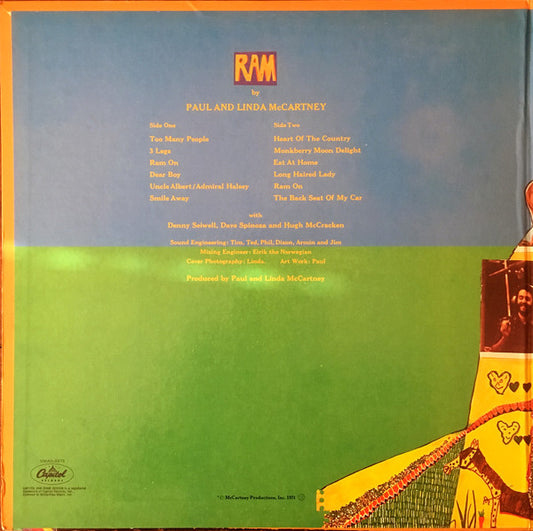 RAM
by
PAUL AND LINDA McCARTNEY
Side One
Too Many People
3 Legs
Ram On
Dear Boy
Uncle Albert/Admiral Halsey
Smile Away
Side Two
Heart Of The Country
Monkberry Moon Delight
Eat At Home
Long Haired Lady
Ram On
The Back Seat Of My Car
with
Denny Seiwell, Dave Spinoza and Hugh McCracken
Sound Engineering: Tim, Ted, Phil, Dixon, Armin and Jim
Mixing Engineer: Eirik the Norwegian
Cover Photography: Linda. Art Work: Paul
Produced by Paul and Linda McCartney
Capitol
RECORDS
© McCartney Productions, Inc. 1971 ℗